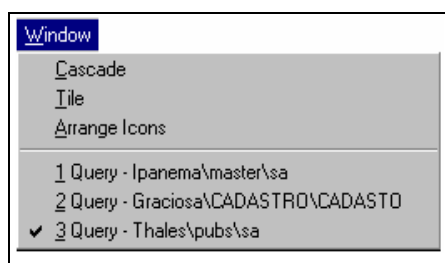 Window
Cascade
Tile
Arrange Icons
1 Query - Ipanema\master\sa
2 Query - Graciosa\CADASTRO\CADASTO
✔ 3 Query - Thales\pubs\sa